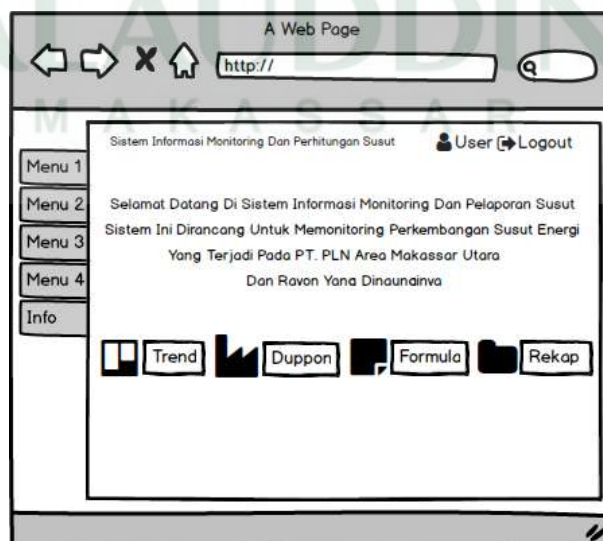 ALAUDDIN
A Web Page
http://
MAKASSAR
Sistem Informasi Monitoring Dan Perhitungan Susut
User Logout
Menu 1
Menu 2
Menu 3
Menu 4
Info
Selamat Datang Di Sistem Informasi Monitoring Dan Pelaporan Susut
Sistem Ini Dirancang Untuk Memonitoring Perkembangan Susut Energi
Yang Terjadi Pada PT. PLN Area Makassar Utara
Dan Rayon Yang Dinaunginya
Trend Duppon Formula Rekap